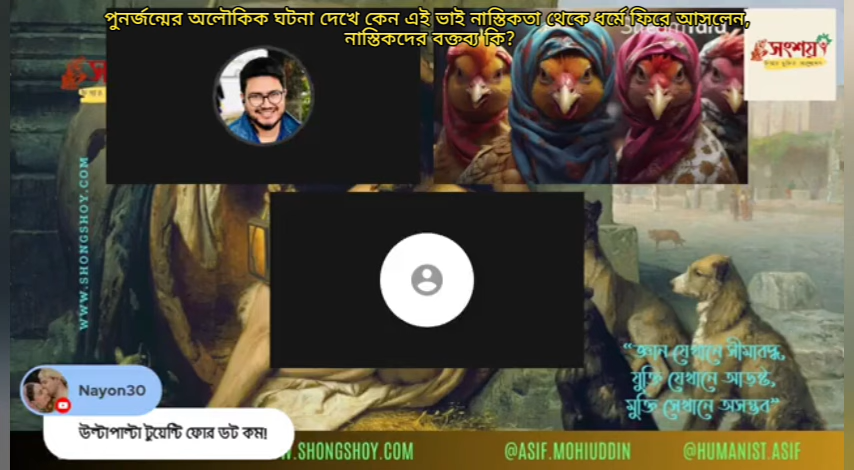 পুনর্জন্মের অলৌকিক ঘটনা দেখে কেন এই ভাই নাস্তিকতা থেকে ধর্মে ফিরে আসলেন,
নাস্তিকদের বক্তব্য কি?
সংশয়
WWW.SHONGSHOY.COM
“জ্ঞান যেখানে সীমাবদ্ধ,
যুক্তি যেখানে আড়ষ্ট,
মুক্তি সেখানে অসম্ভব”
Nayon30
উল্টাপাল্টা টুয়েন্টি ফোর ডট কম!
W.SHONGSHOY.COM @ASIF.MOHIUDDIN @HUMANIST.ASIF